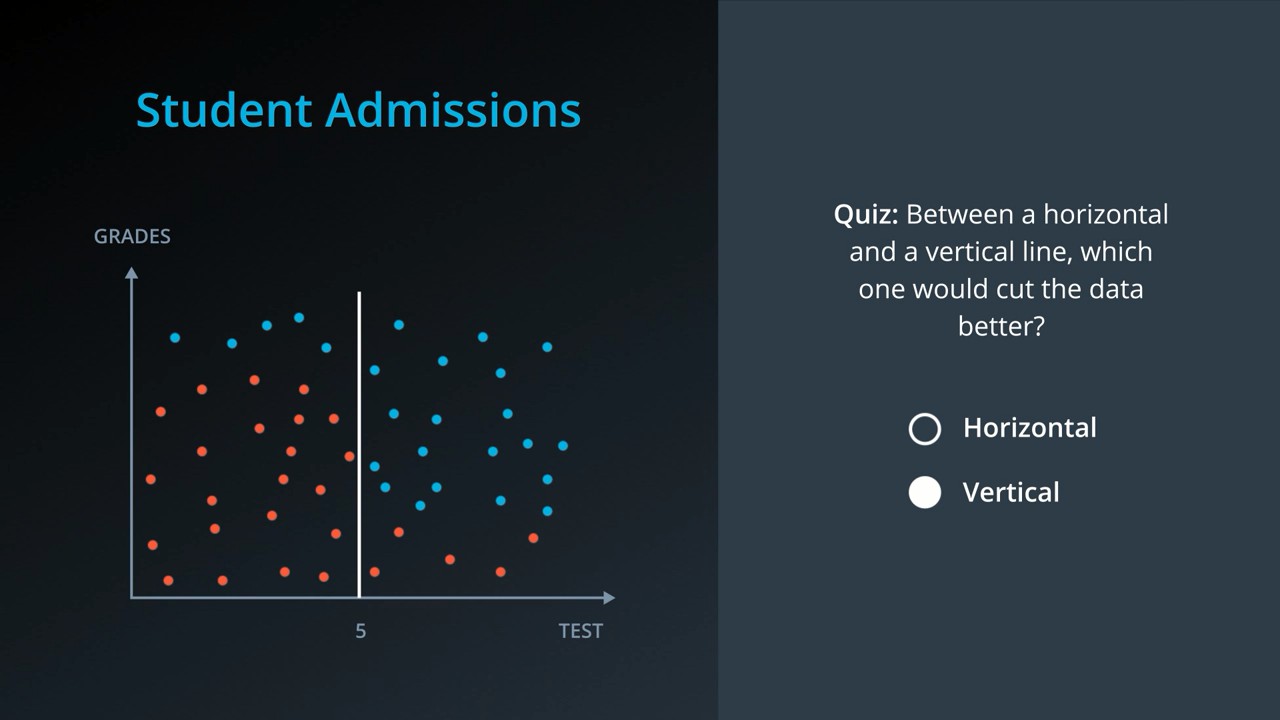 Student Admissions
GRADES
5
TEST
Quiz: Between a horizontal
and a vertical line, which
one would cut the data
better?
Horizontal
Vertical